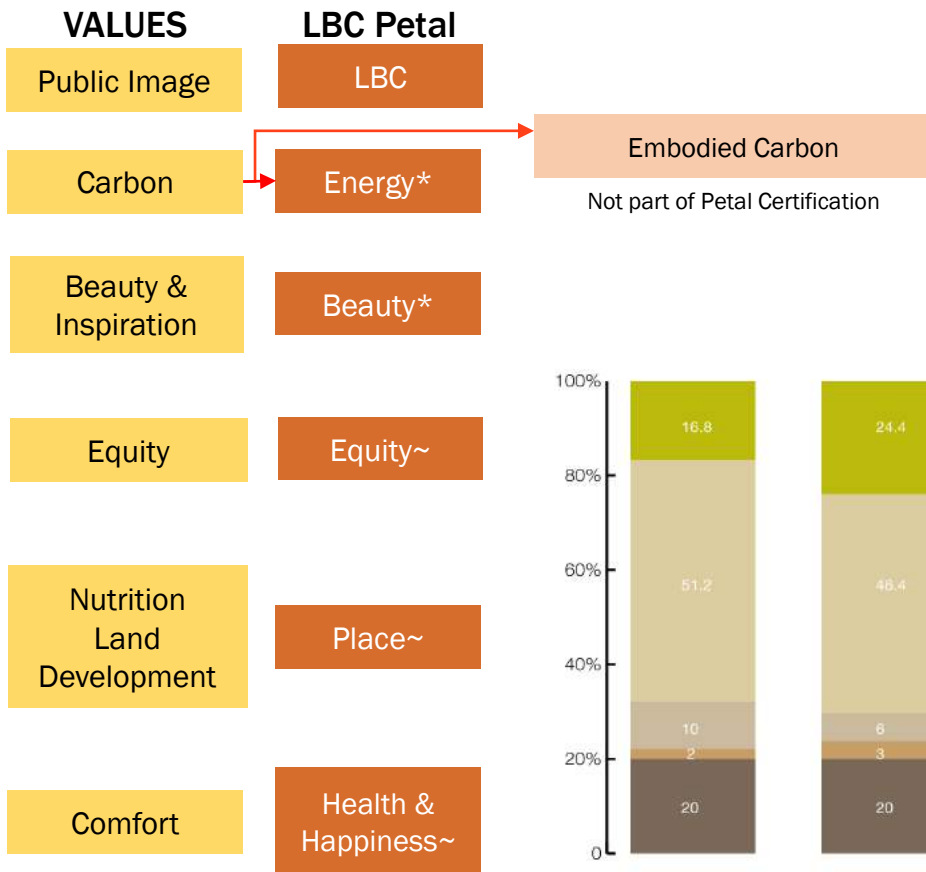 VALUES
LBC Petal
Public Image
LBC
Carbon
Energy*
Embodied Carbon
Not part of Petal Certification
Beauty &
Inspiration
Beauty*
Equity
Equity~
Nutrition
Land
Development
Place~
Comfort
Health &
Happiness~
100%
80%
60%
40%
20%
0
16.8
51.2
10
2
20
24.4
46.4
6
3
20